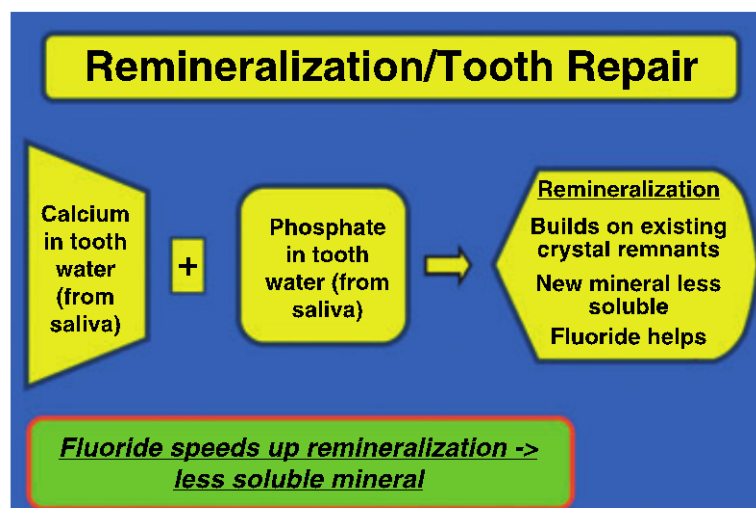 Remineralization/Tooth Repair
Calcium
in tooth
water
(from
saliva)
+
Phosphate
in tooth
water (from
saliva)
Remineralization
Builds on existing
crystal remnants
New mineral less
soluble
Fluoride helps
Fluoride speeds up remineralization ->
less soluble mineral